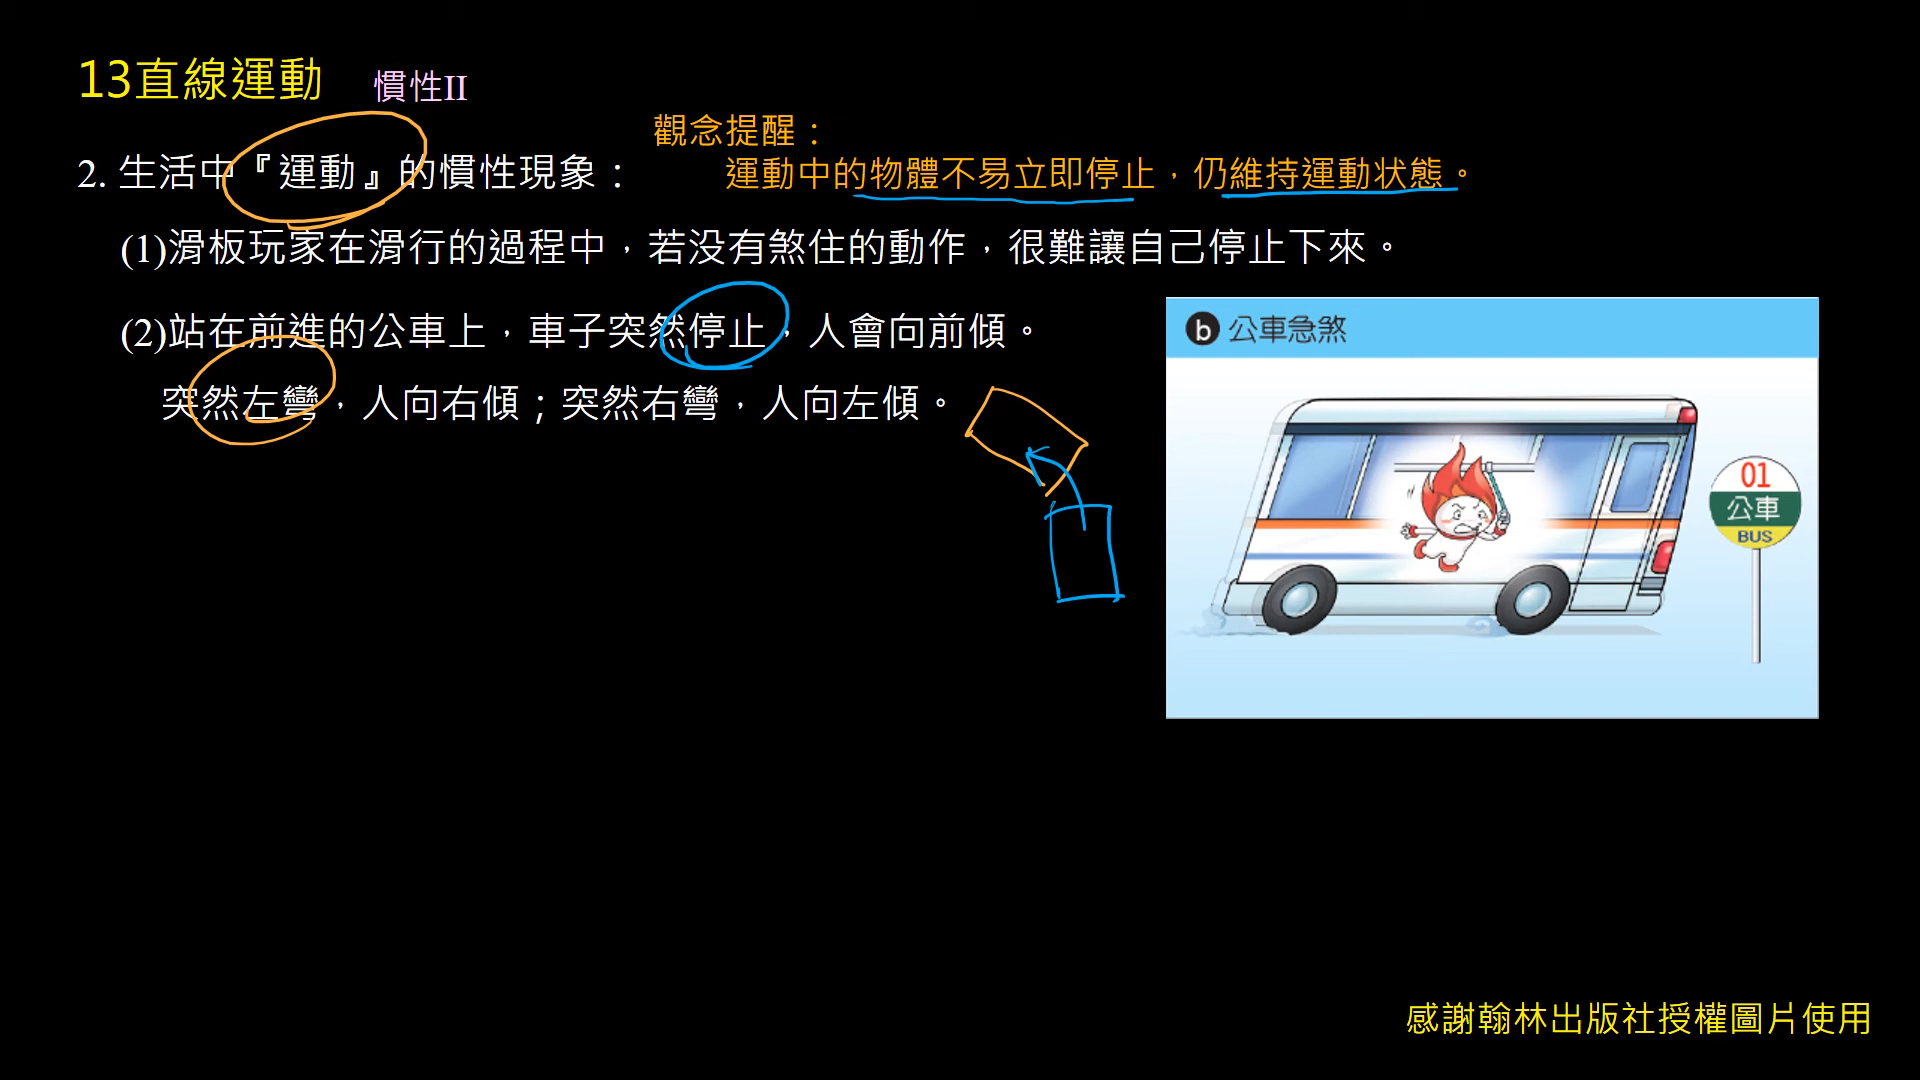 13直線運動
慣性II
觀念提醒：
2. 生活中『運動』的慣性現象：
運動中的物體不易立即停止，仍維持運動状態。
(1)滑板玩家在滑行的過程中，若没有煞住的動作，很難讓自己停止下來。
(2)站在前進的公車上，車子突然停止，人會向前傾。
突然左彎，人向右傾；突然右彎，人向左傾。
b 公車急煞
01
公車
BUS
感謝翰林出版社授權圖片使用